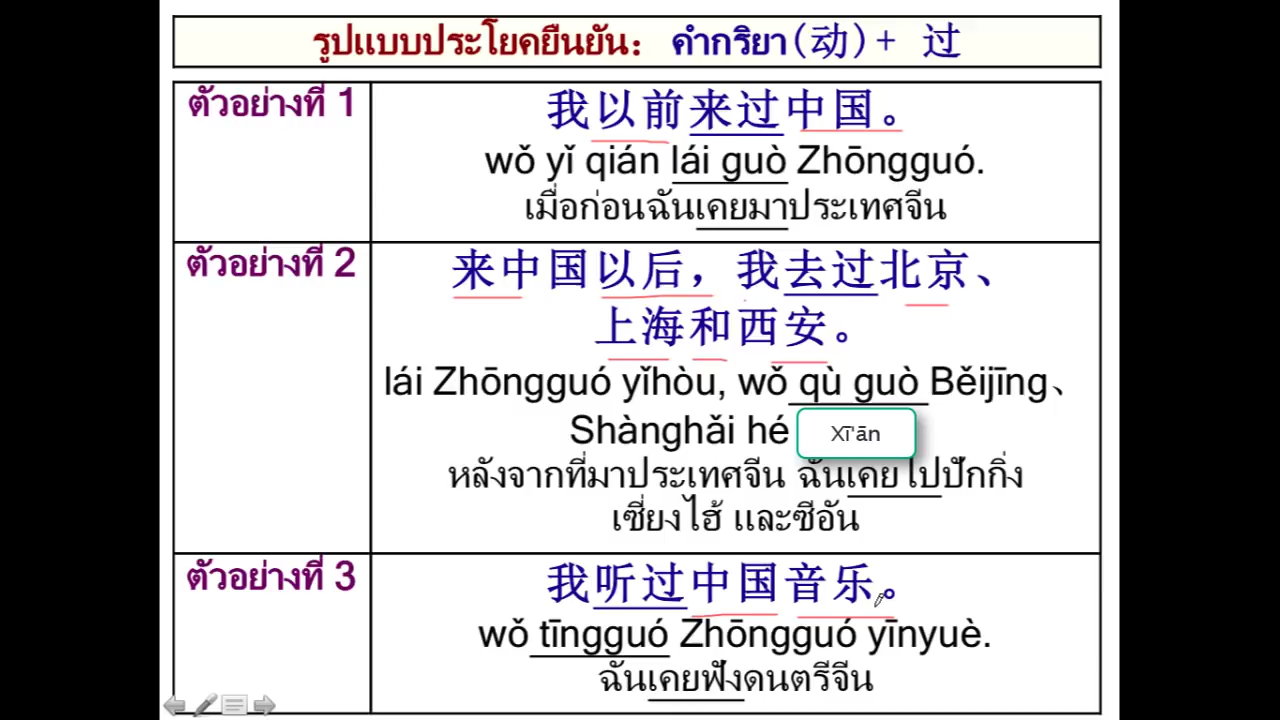 รูปแบบประโยคยืนยัน: คำกริยา(动)+ 过
ตัวอย่างที่ 1
我以前来过中国。
wǒ yǐ qián lái guò Zhōngguó.
เมื่อก่อนฉันเคยมาประเทศจีน
ตัวอย่างที่ 2
来中国以后，我去过北京、
上海和西安。
lái Zhōngguó yǐhòu, wǒ qù guò Běijīng、
Shànghǎi hé Xī'ān
หลังจากที่มาประเทศจีน ฉันเคยไปปักกิ่ง
เซี่ยงไฮ้ และซีอัน
ตัวอย่างที่ 3
我听过中国音乐。
wǒ tīngguó Zhōngguó yīnyuè.
ฉันเคยฟังดนตรีจีน